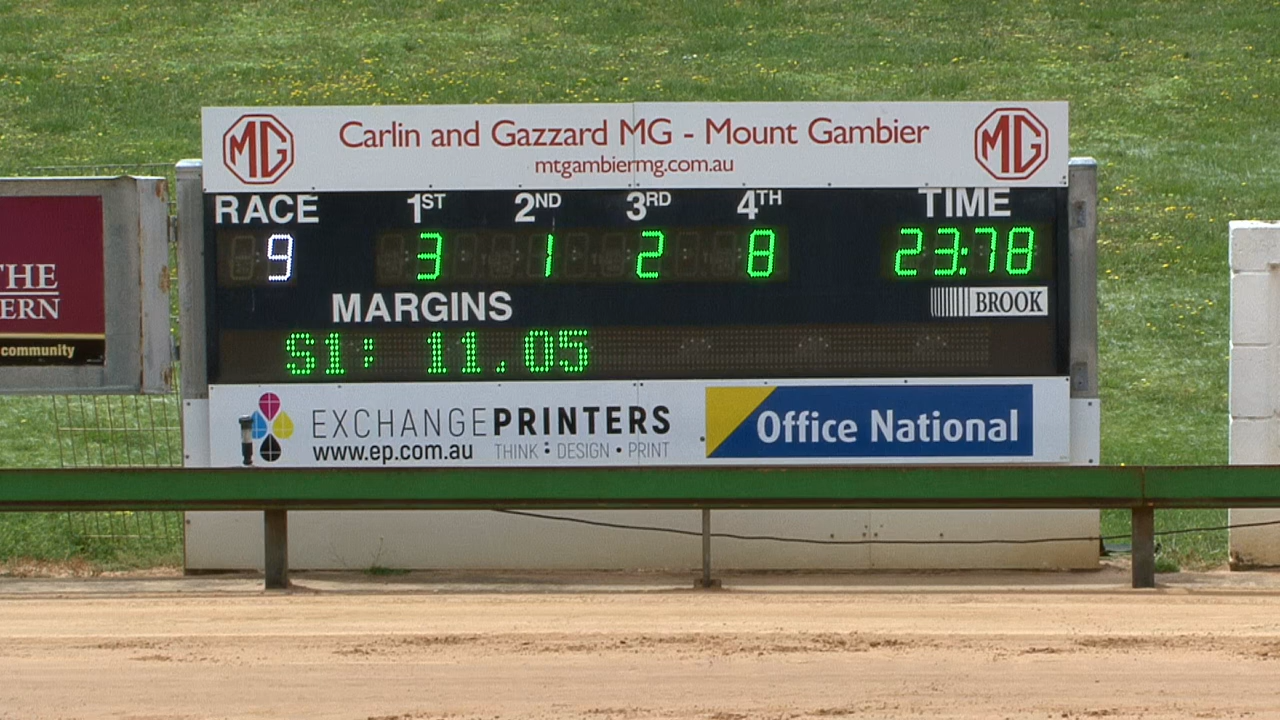 MG Carlin and Gazzard MG - Mount Gambier MG
mtgambiermg.com.au
RACE 1ST 2ND 3RD 4TH TIME
9 3 1 2 8 23.78
MARGINS BROOK
S1: 11.05
EXCHANGEPRINTERS Office National
www.ep.com.au THINK : DESIGN • PRINT
THE
ERN
community